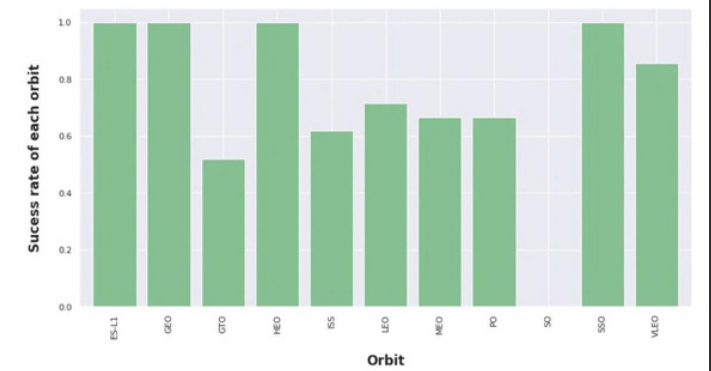 Sucess rate of each orbit
1.0
0.8
0.6
0.4
0.2
0.0
ES-L1
GEO
GTO
HEO
ISS
LEO
MEO
PO
SO
SSO
VLEO
Orbit